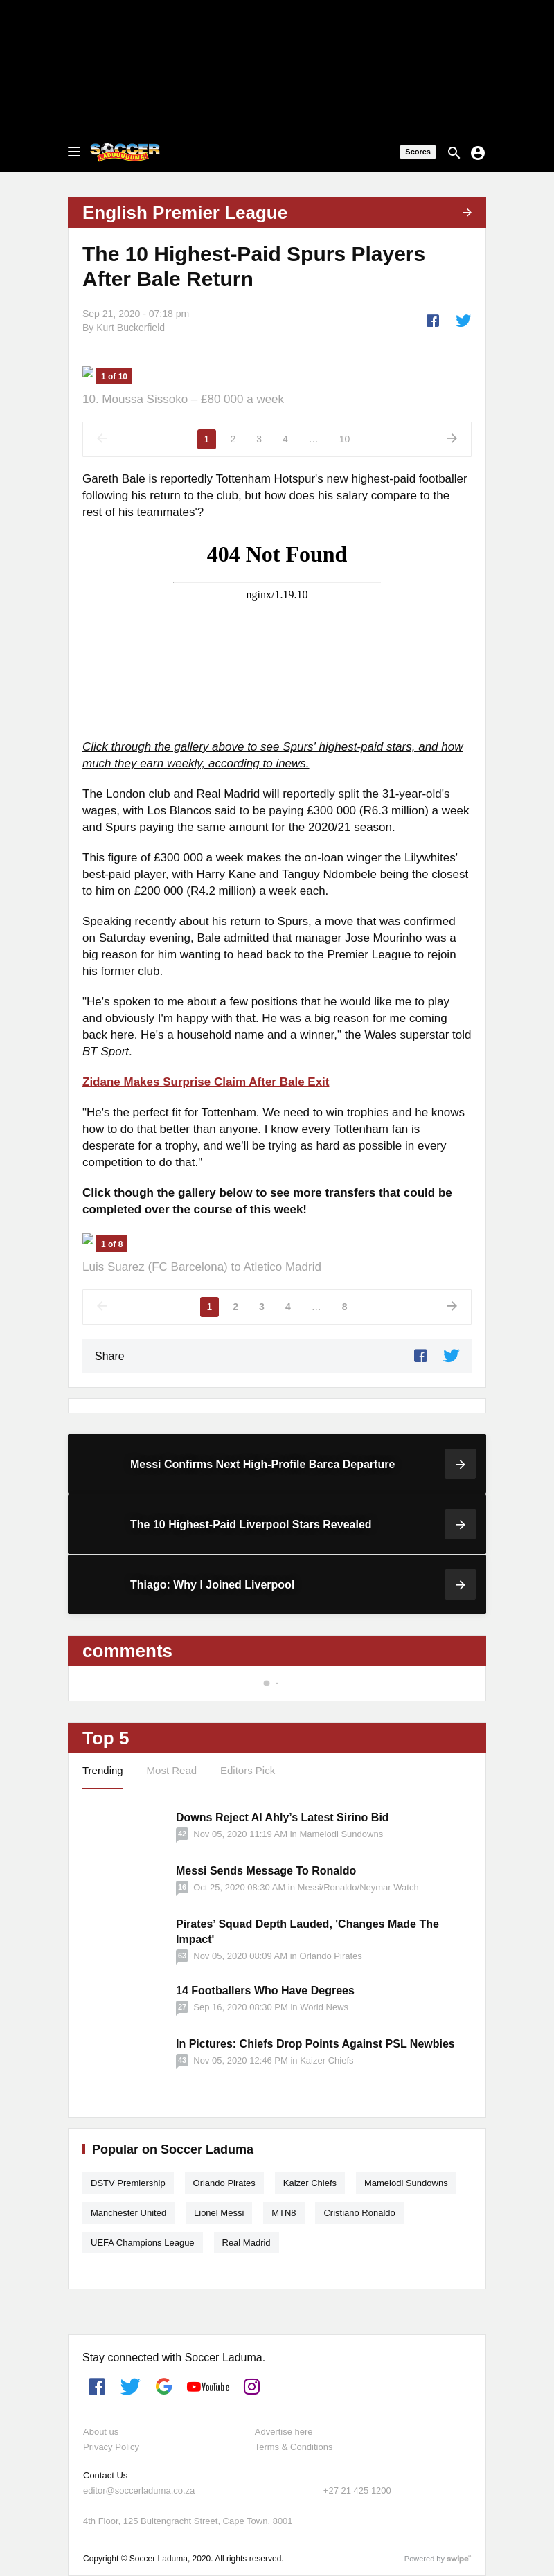 SOCCER
LADUUUUUMA!
Scores
English Premier League
The 10 Highest-Paid Spurs Players
After Bale Return
Sep 21, 2020 - 07:18 pm
By Kurt Buckerfield
1 of 10
10. Moussa Sissoko – £80 000 a week
1 2 3 4 … 10
Gareth Bale is reportedly Tottenham Hotspur's new highest-paid footballer
following his return to the club, but how does his salary compare to the
rest of his teammates'?
404 Not Found
nginx/1.19.10
Click through the gallery above to see Spurs' highest-paid stars, and how
much they earn weekly, according to inews.
The London club and Real Madrid will reportedly split the 31-year-old's
wages, with Los Blancos said to be paying £300 000 (R6.3 million) a week
and Spurs paying the same amount for the 2020/21 season.
This figure of £300 000 a week makes the on-loan winger the Lilywhites'
best-paid player, with Harry Kane and Tanguy Ndombele being the closest
to him on £200 000 (R4.2 million) a week each.
Speaking recently about his return to Spurs, a move that was confirmed
on Saturday evening, Bale admitted that manager Jose Mourinho was a
big reason for him wanting to head back to the Premier League to rejoin
his former club.
"He's spoken to me about a few positions that he would like me to play
and obviously I'm happy with that. He was a big reason for me coming
back here. He's a household name and a winner," the Wales superstar told
BT Sport.
Zidane Makes Surprise Claim After Bale Exit
"He's the perfect fit for Tottenham. We need to win trophies and he knows
how to do that better than anyone. I know every Tottenham fan is
desperate for a trophy, and we'll be trying as hard as possible in every
competition to do that."
Click though the gallery below to see more transfers that could be
completed over the course of this week!
1 of 8
Luis Suarez (FC Barcelona) to Atletico Madrid
1 2 3 4 … 8
Share
Messi Confirms Next High-Profile Barca Departure
The 10 Highest-Paid Liverpool Stars Revealed
Thiago: Why I Joined Liverpool
comments
Top 5
Trending Most Read Editors Pick
Downs Reject Al Ahly’s Latest Sirino Bid
42 Nov 05, 2020 11:19 AM in Mamelodi Sundowns
Messi Sends Message To Ronaldo
16 Oct 25, 2020 08:30 AM in Messi/Ronaldo/Neymar Watch
Pirates’ Squad Depth Lauded, 'Changes Made The
Impact'
63 Nov 05, 2020 08:09 AM in Orlando Pirates
14 Footballers Who Have Degrees
27 Sep 16, 2020 08:30 PM in World News
In Pictures: Chiefs Drop Points Against PSL Newbies
43 Nov 05, 2020 12:46 PM in Kaizer Chiefs
Popular on Soccer Laduma
DSTV Premiership Orlando Pirates Kaizer Chiefs Mamelodi Sundowns
Manchester United Lionel Messi MTN8 Cristiano Ronaldo
UEFA Champions League Real Madrid
Stay connected with Soccer Laduma.
YouTube
About us Advertise here
Privacy Policy Terms & Conditions
Contact Us
editor@soccerladuma.co.za +27 21 425 1200
4th Floor, 125 Buitengracht Street, Cape Town, 8001
Copyright © Soccer Laduma, 2020. All rights reserved. Powered by swipe